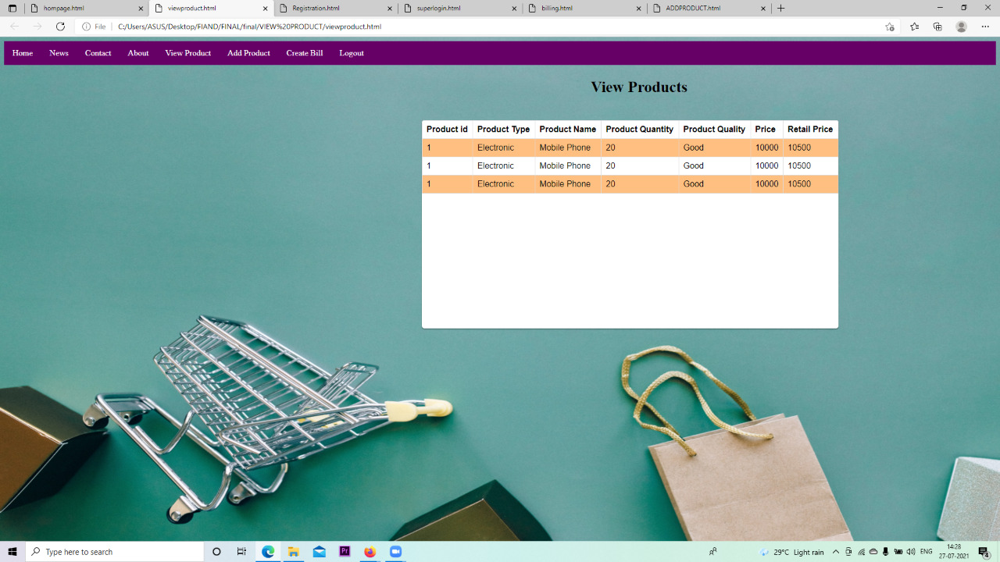 hompage.html viewproduct.html Registration.html superlogin.html billing.html ADDPRODUCT.html
File C:/Users/ASUS/Desktop/FIAND/FINAL/final/VIEW%20PRODUCT/viewproduct.html
Home News Contact About View Product Add Product Create Bill Logout
View Products
Product id Product Type Product Name Product Quantity Product Quality Price Retail Price
1 Electronic Mobile Phone 20 Good 10000 10500
1 Electronic Mobile Phone 20 Good 10000 10500
1 Electronic Mobile Phone 20 Good 10000 10500
Type here to search Pr 29°C Light rain ENG 14:28
27-07-2021 4